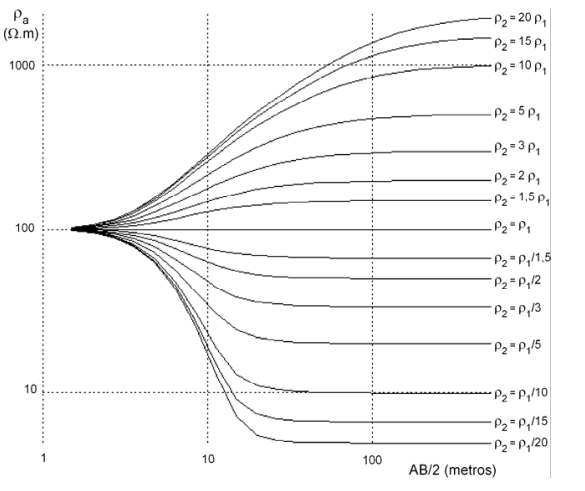 ρₐ
(Ω.m)
1000
100
10
1
10
100
AB/2 (metros)
ρ₂ = 20 ρ₁
ρ₂ = 15 ρ₁
ρ₂ = 10 ρ₁
ρ₂ = 5 ρ₁
ρ₂ = 3 ρ₁
ρ₂ = 2 ρ₁
ρ₂ = 1,5 ρ₁
ρ₂ = ρ₁
ρ₂ = ρ₁/1.5
ρ₂ = ρ₁/2
ρ₂ = ρ₁/3
ρ₂ = ρ₁/5
ρ₂ = ρ₁/10
ρ₂ = ρ₁/15
ρ₂ = ρ₁/20